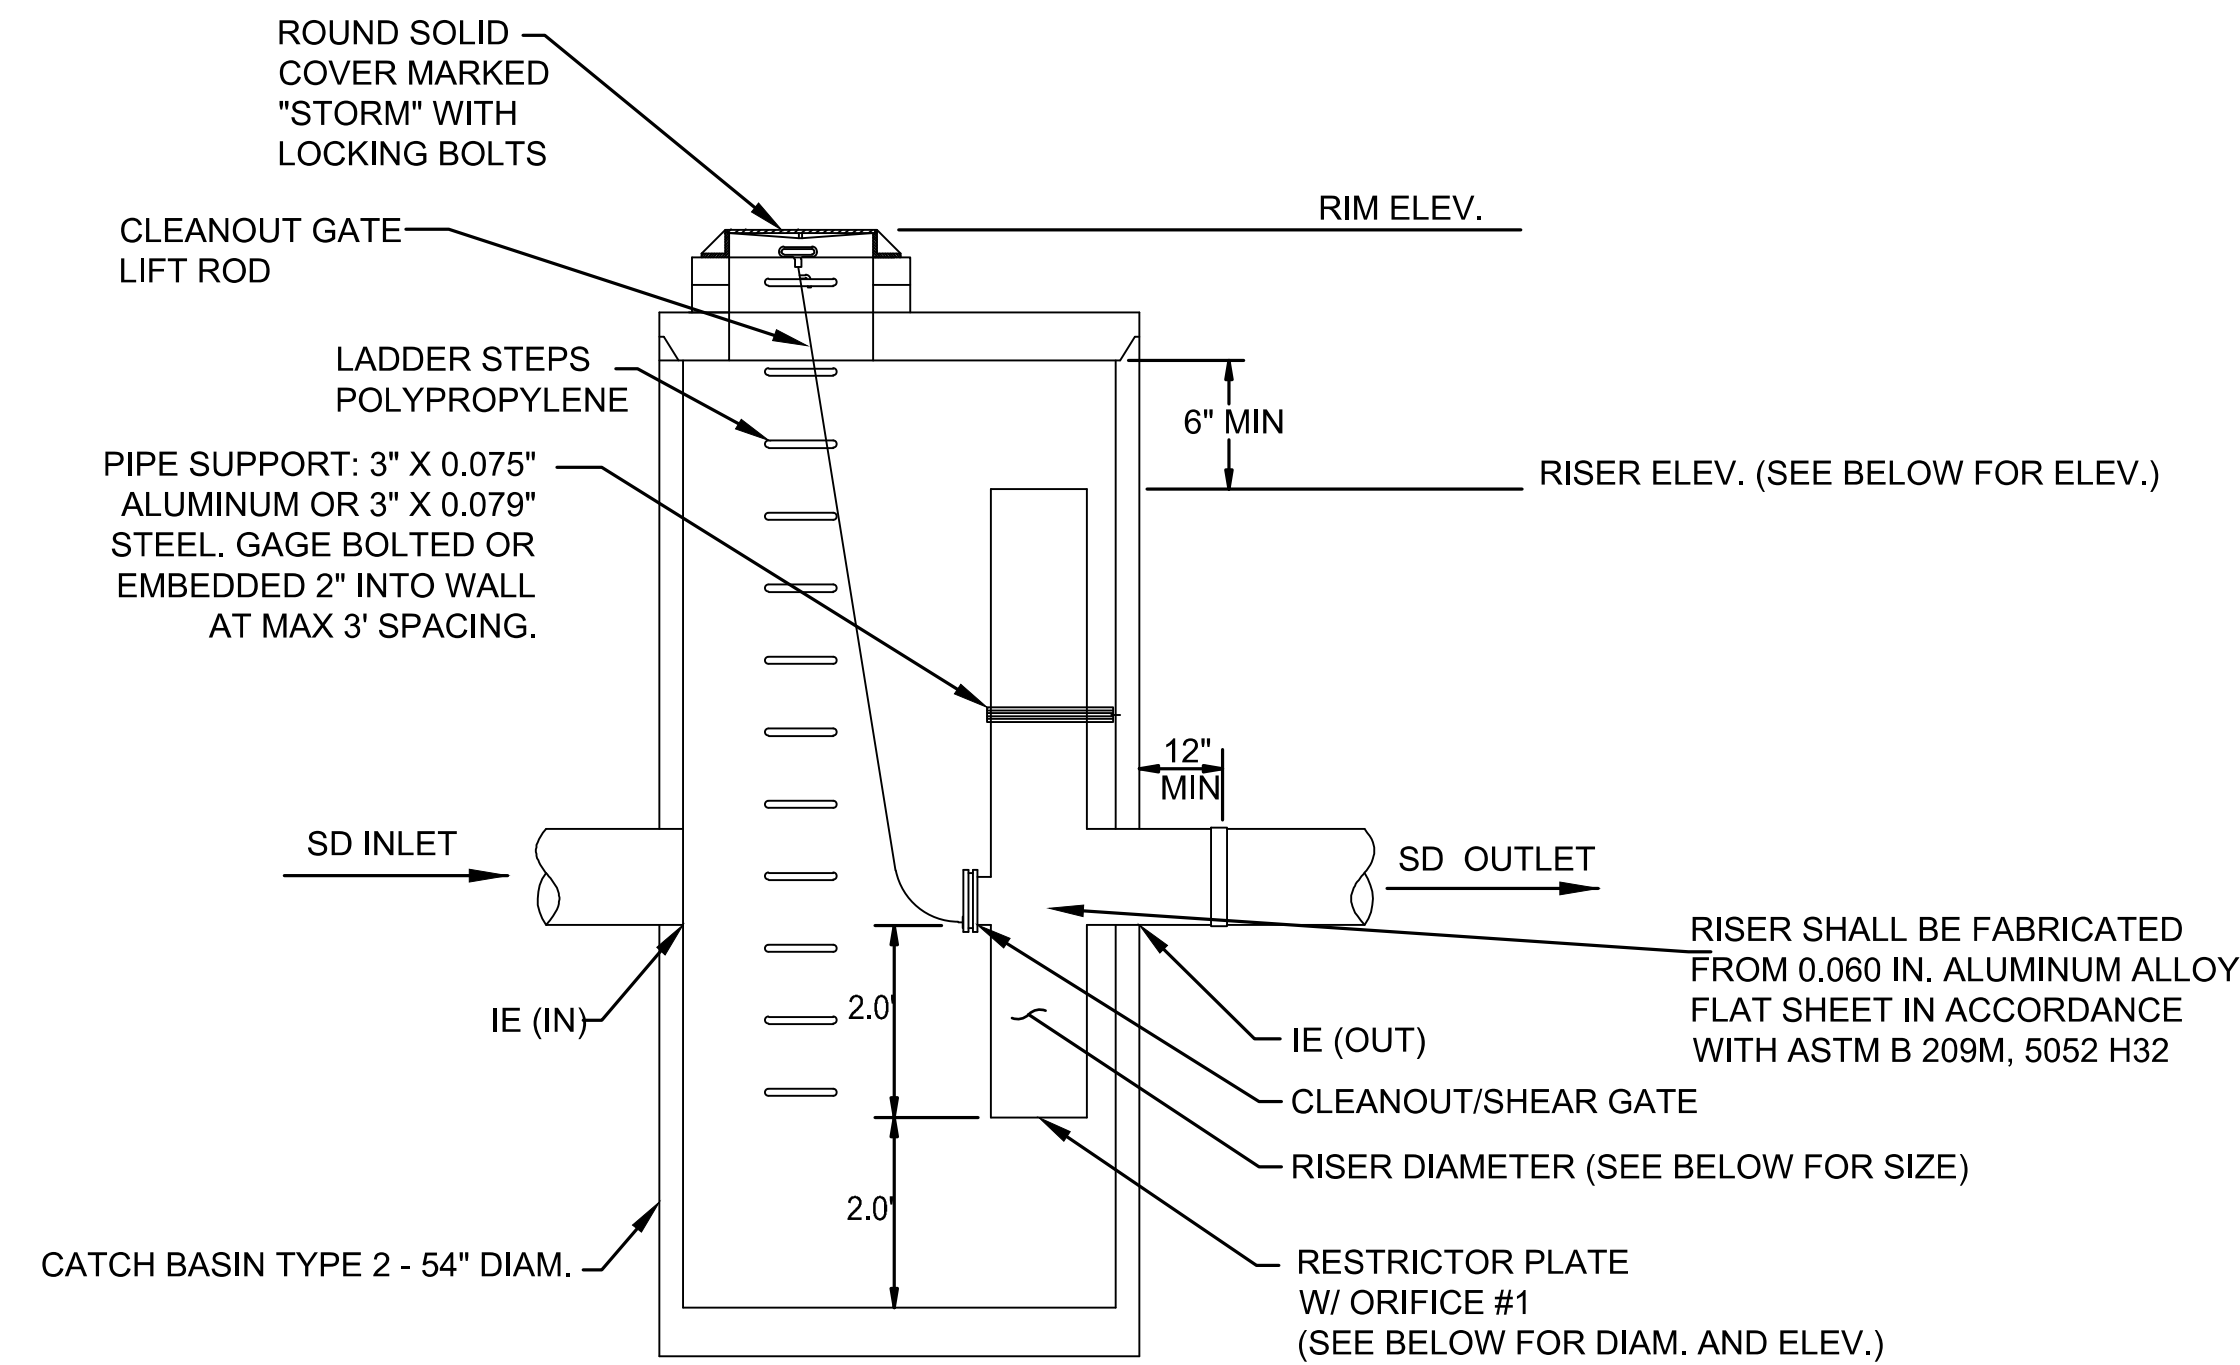 ROUND SOLID
COVER MARKED
"STORM" WITH
LOCKING BOLTS
RIM ELEV.
CLEANOUT GATE
LIFT ROD
LADDER STEPS
POLYPROPYLENE
6" MIN
PIPE SUPPORT: 3" X 0.075"
ALUMINUM OR 3" X 0.079"
STEEL. GAGE BOLTED OR
EMBEDDED 2" INTO WALL
AT MAX 3' SPACING.
RISER ELEV. (SEE BELOW FOR ELEV.)
12"
MIN
SD INLET
SD OUTLET
RISER SHALL BE FABRICATED
FROM 0.060 IN. ALUMINUM ALLOY
FLAT SHEET IN ACCORDANCE
WITH ASTM B 209M, 5052 H32
IE (IN)
2.0'
IE (OUT)
CLEANOUT/SHEAR GATE
RISER DIAMETER (SEE BELOW FOR SIZE)
2.0'
CATCH BASIN TYPE 2 - 54" DIAM.
RESTRICTOR PLATE
W/ ORIFICE #1
(SEE BELOW FOR DIAM. AND ELEV.)